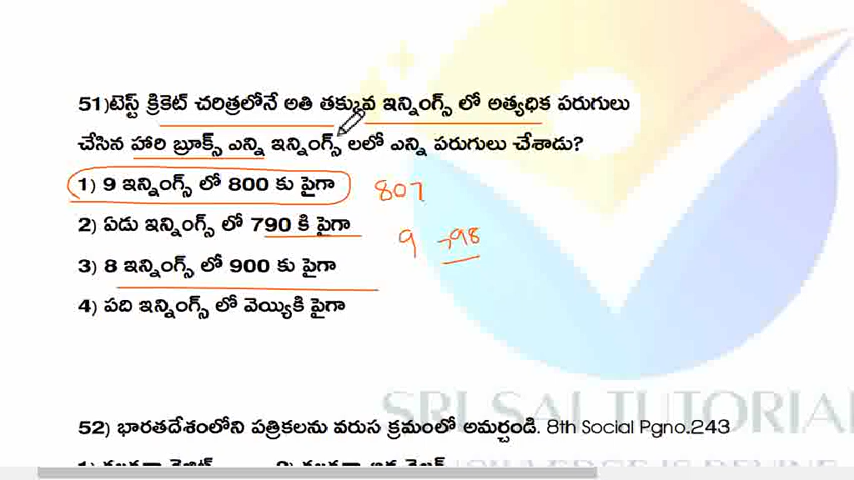 51)టెస్ట్ క్రికెట్ చరిత్రలోనే అతి తక్కువ ఇన్నింగ్స్ లో అత్యధిక పరుగులు
చేసిన హారి బ్రూక్స్ ఎన్ని ఇన్నింగ్స్ లలో ఎన్ని పరుగులు చేశాడు?
1) 9 ఇన్నింగ్స్ లో 800 కు పైగా 807
2) ఏడు ఇన్నింగ్స్ లో 790 కి పైగా
9 798
3) 8 ఇన్నింగ్స్ లో 900 కు పైగా
4) పది ఇన్నింగ్స్ లో వెయ్యికి పైగా
SRI SAI TUTORIA
52) భారతదేశంలోని పత్రికలను వరుస క్రమంలో అమర్చండి. 8th Social Pgno.243